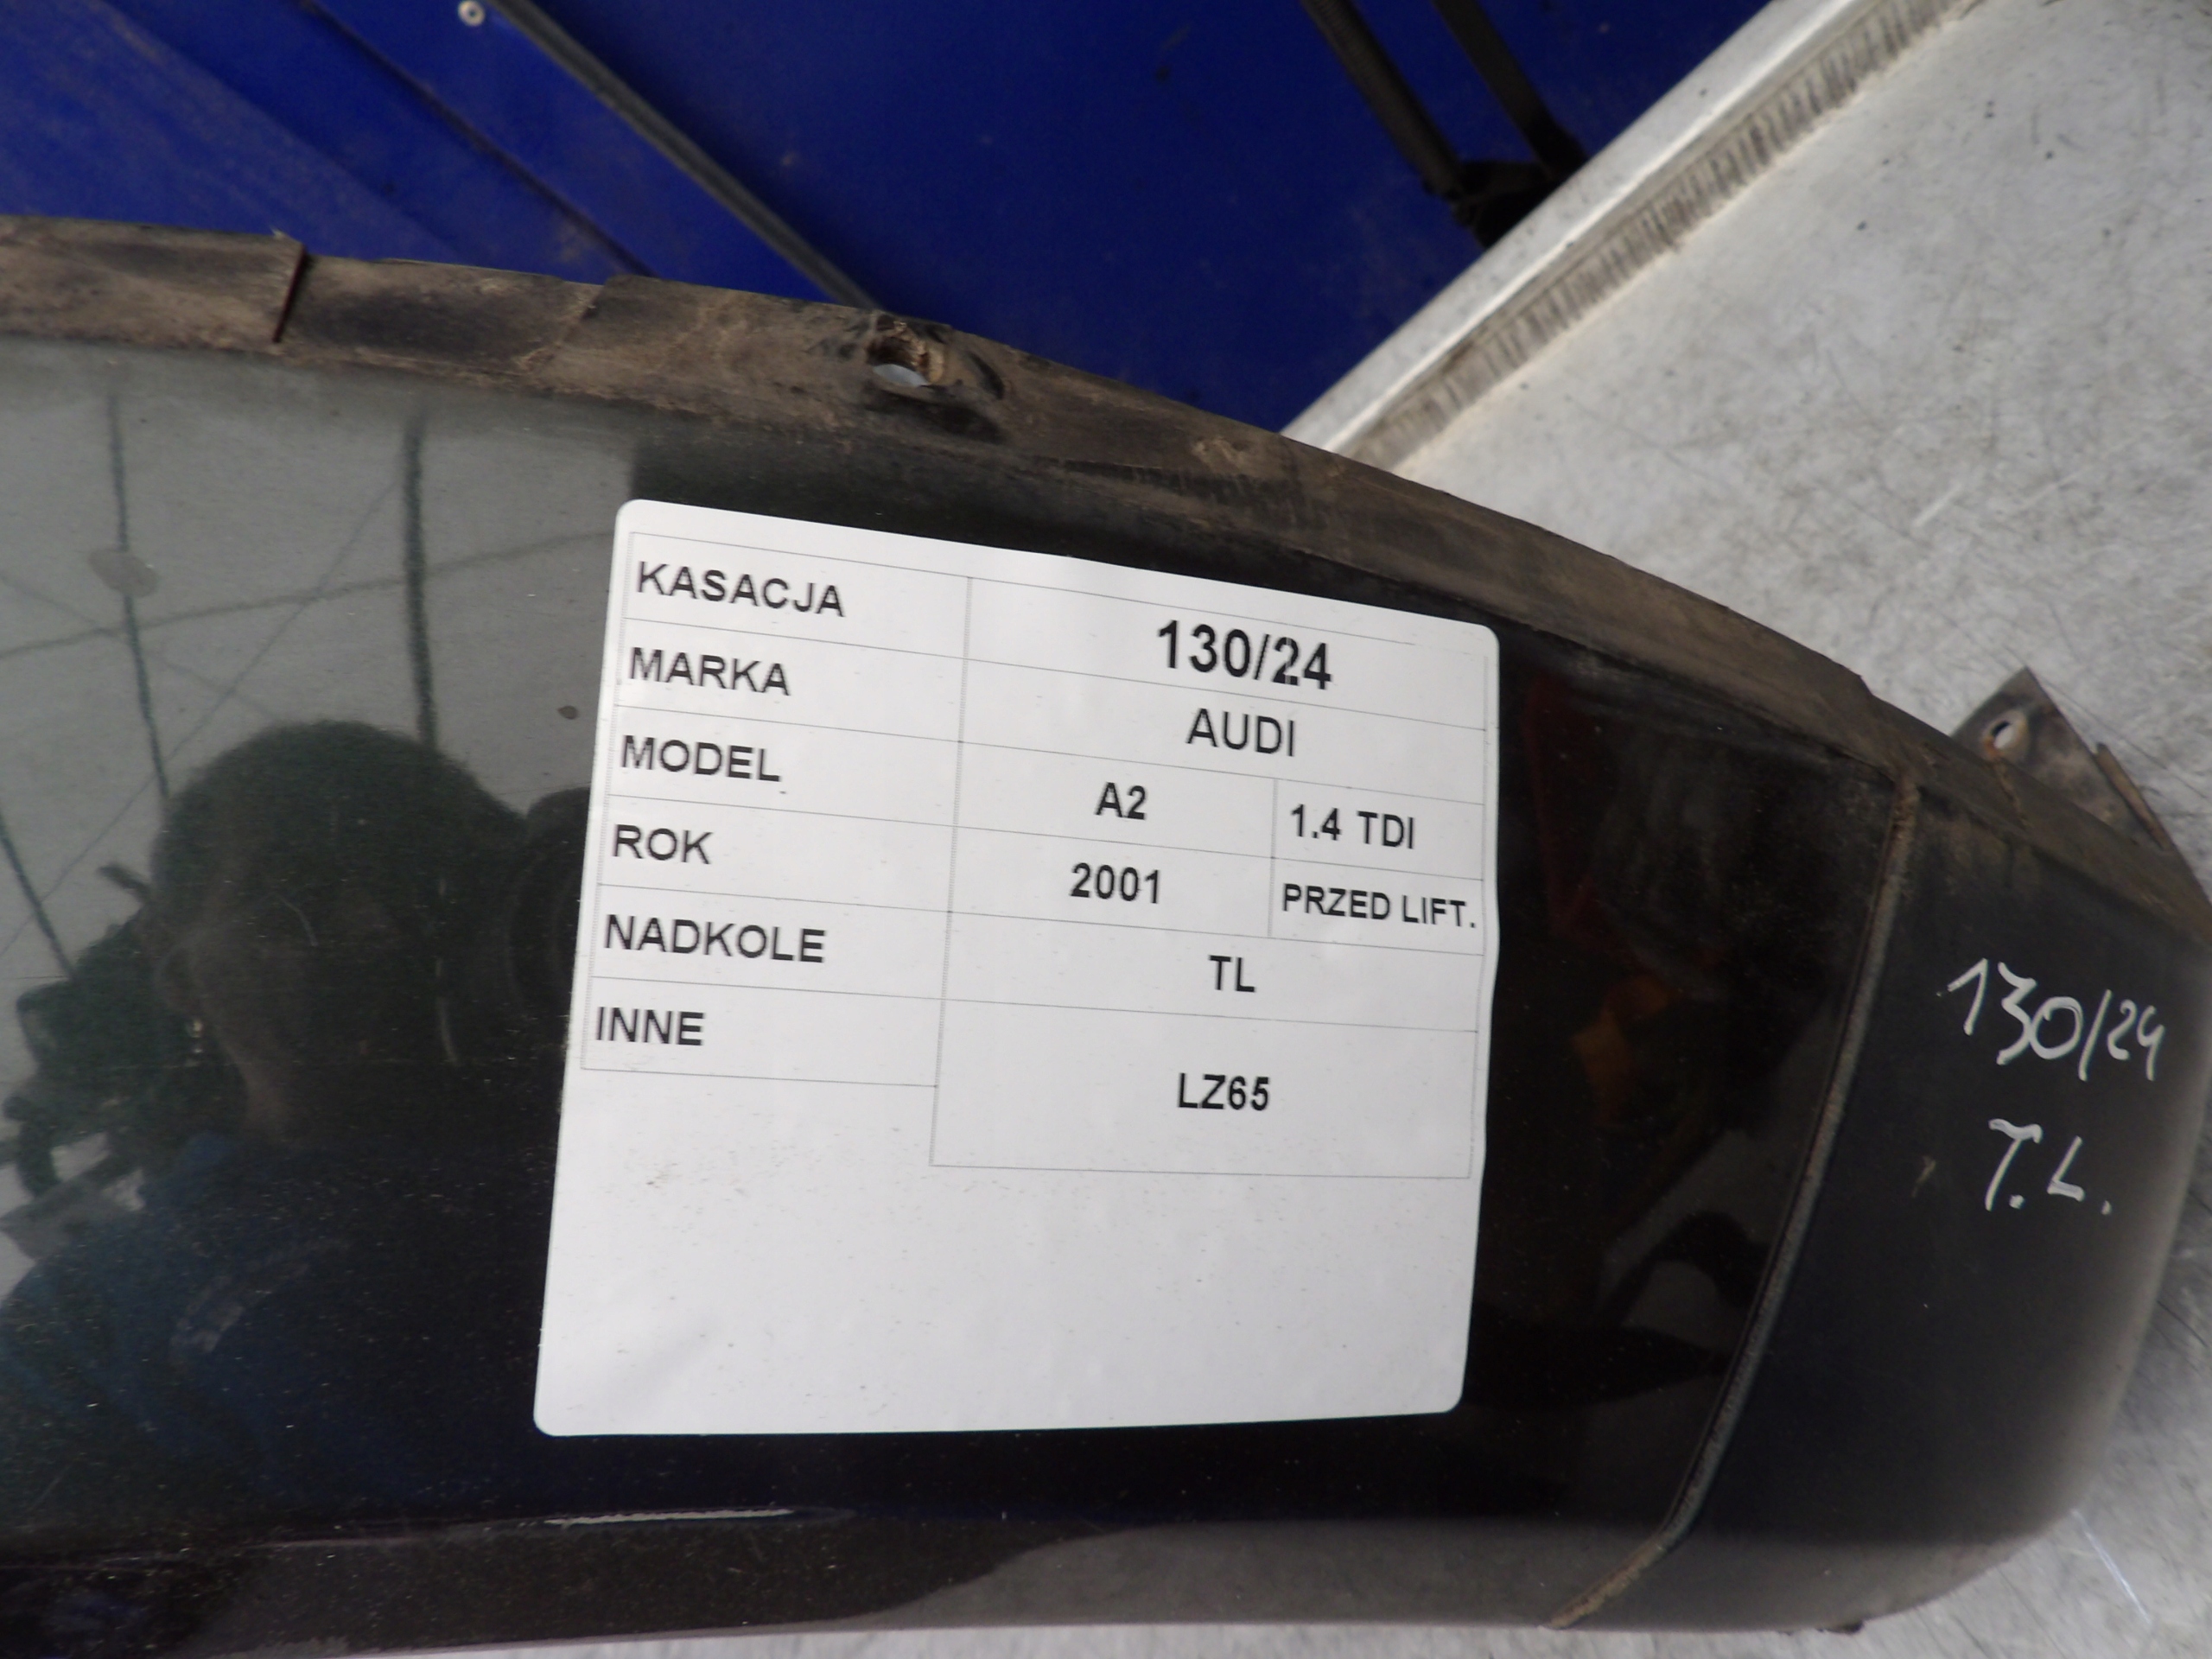 KASACJA 130/24
MARKA AUDI
MODEL A2 1.4 TDI
ROK 2001 PRZED LIFT.
NADKOLE TL
INNE LZ65
130/24
T.L.